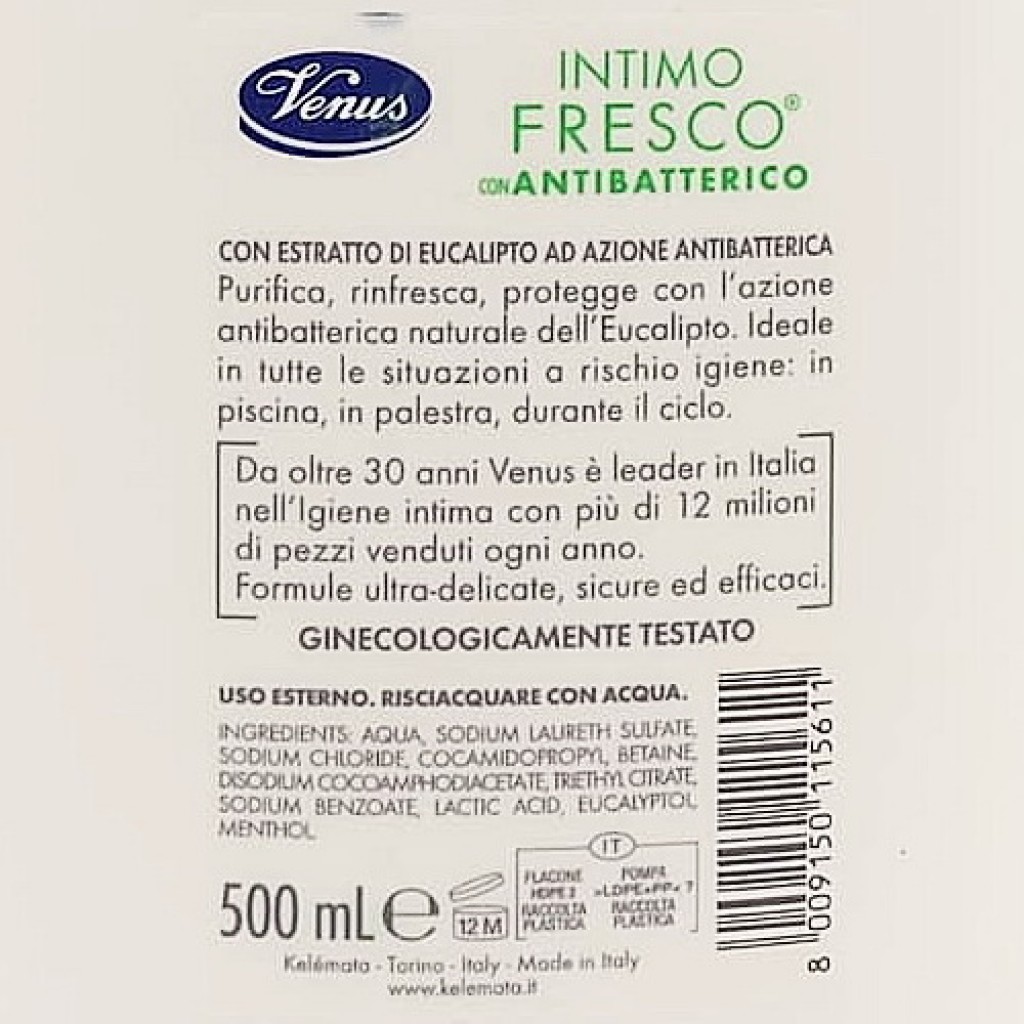 Venus
INTIMO
FRESCO®
CON ANTIBATTERICO
CON ESTRATTO DI EUCALIPTO AD AZIONE ANTIBATTERICA
Purifica, rinfresca, protegge con l'azione
antibatterica naturale dell'Eucalipto. Ideale
in tutte le situazioni a rischio igiene: in
piscina, in palestra, durante il ciclo.
Da oltre 30 anni Venus è leader in Italia
nell'Igiene intima con più di 12 milioni
di pezzi venduti ogni anno.
Formule ultra-delicate, sicure ed efficaci.
GINECOLOGICAMENTE TESTATO
USO ESTERNO. RISCIACQUARE CON ACQUA.
INGREDIENTS: AQUA, SODIUM LAURETH SULFATE,
SODIUM CHLORIDE, COCAMIDOPROPYL BETAINE,
DISODIUM COCOAMPHODIACETATE, TRIETHYL CITRATE,
SODIUM BENZOATE, LACTIC ACID, EUCALYPTOL,
MENTHOL
8 009150 115611
IT
FLACONE
HDPE 2
RACCOLTA
PLASTICA
POMPA
>LDPE+PP< 7
RACCOLTA
PLASTICA
500 mL e
12 M
Kelémata - Torino - Italy - Made in Italy
www.kelemata.it